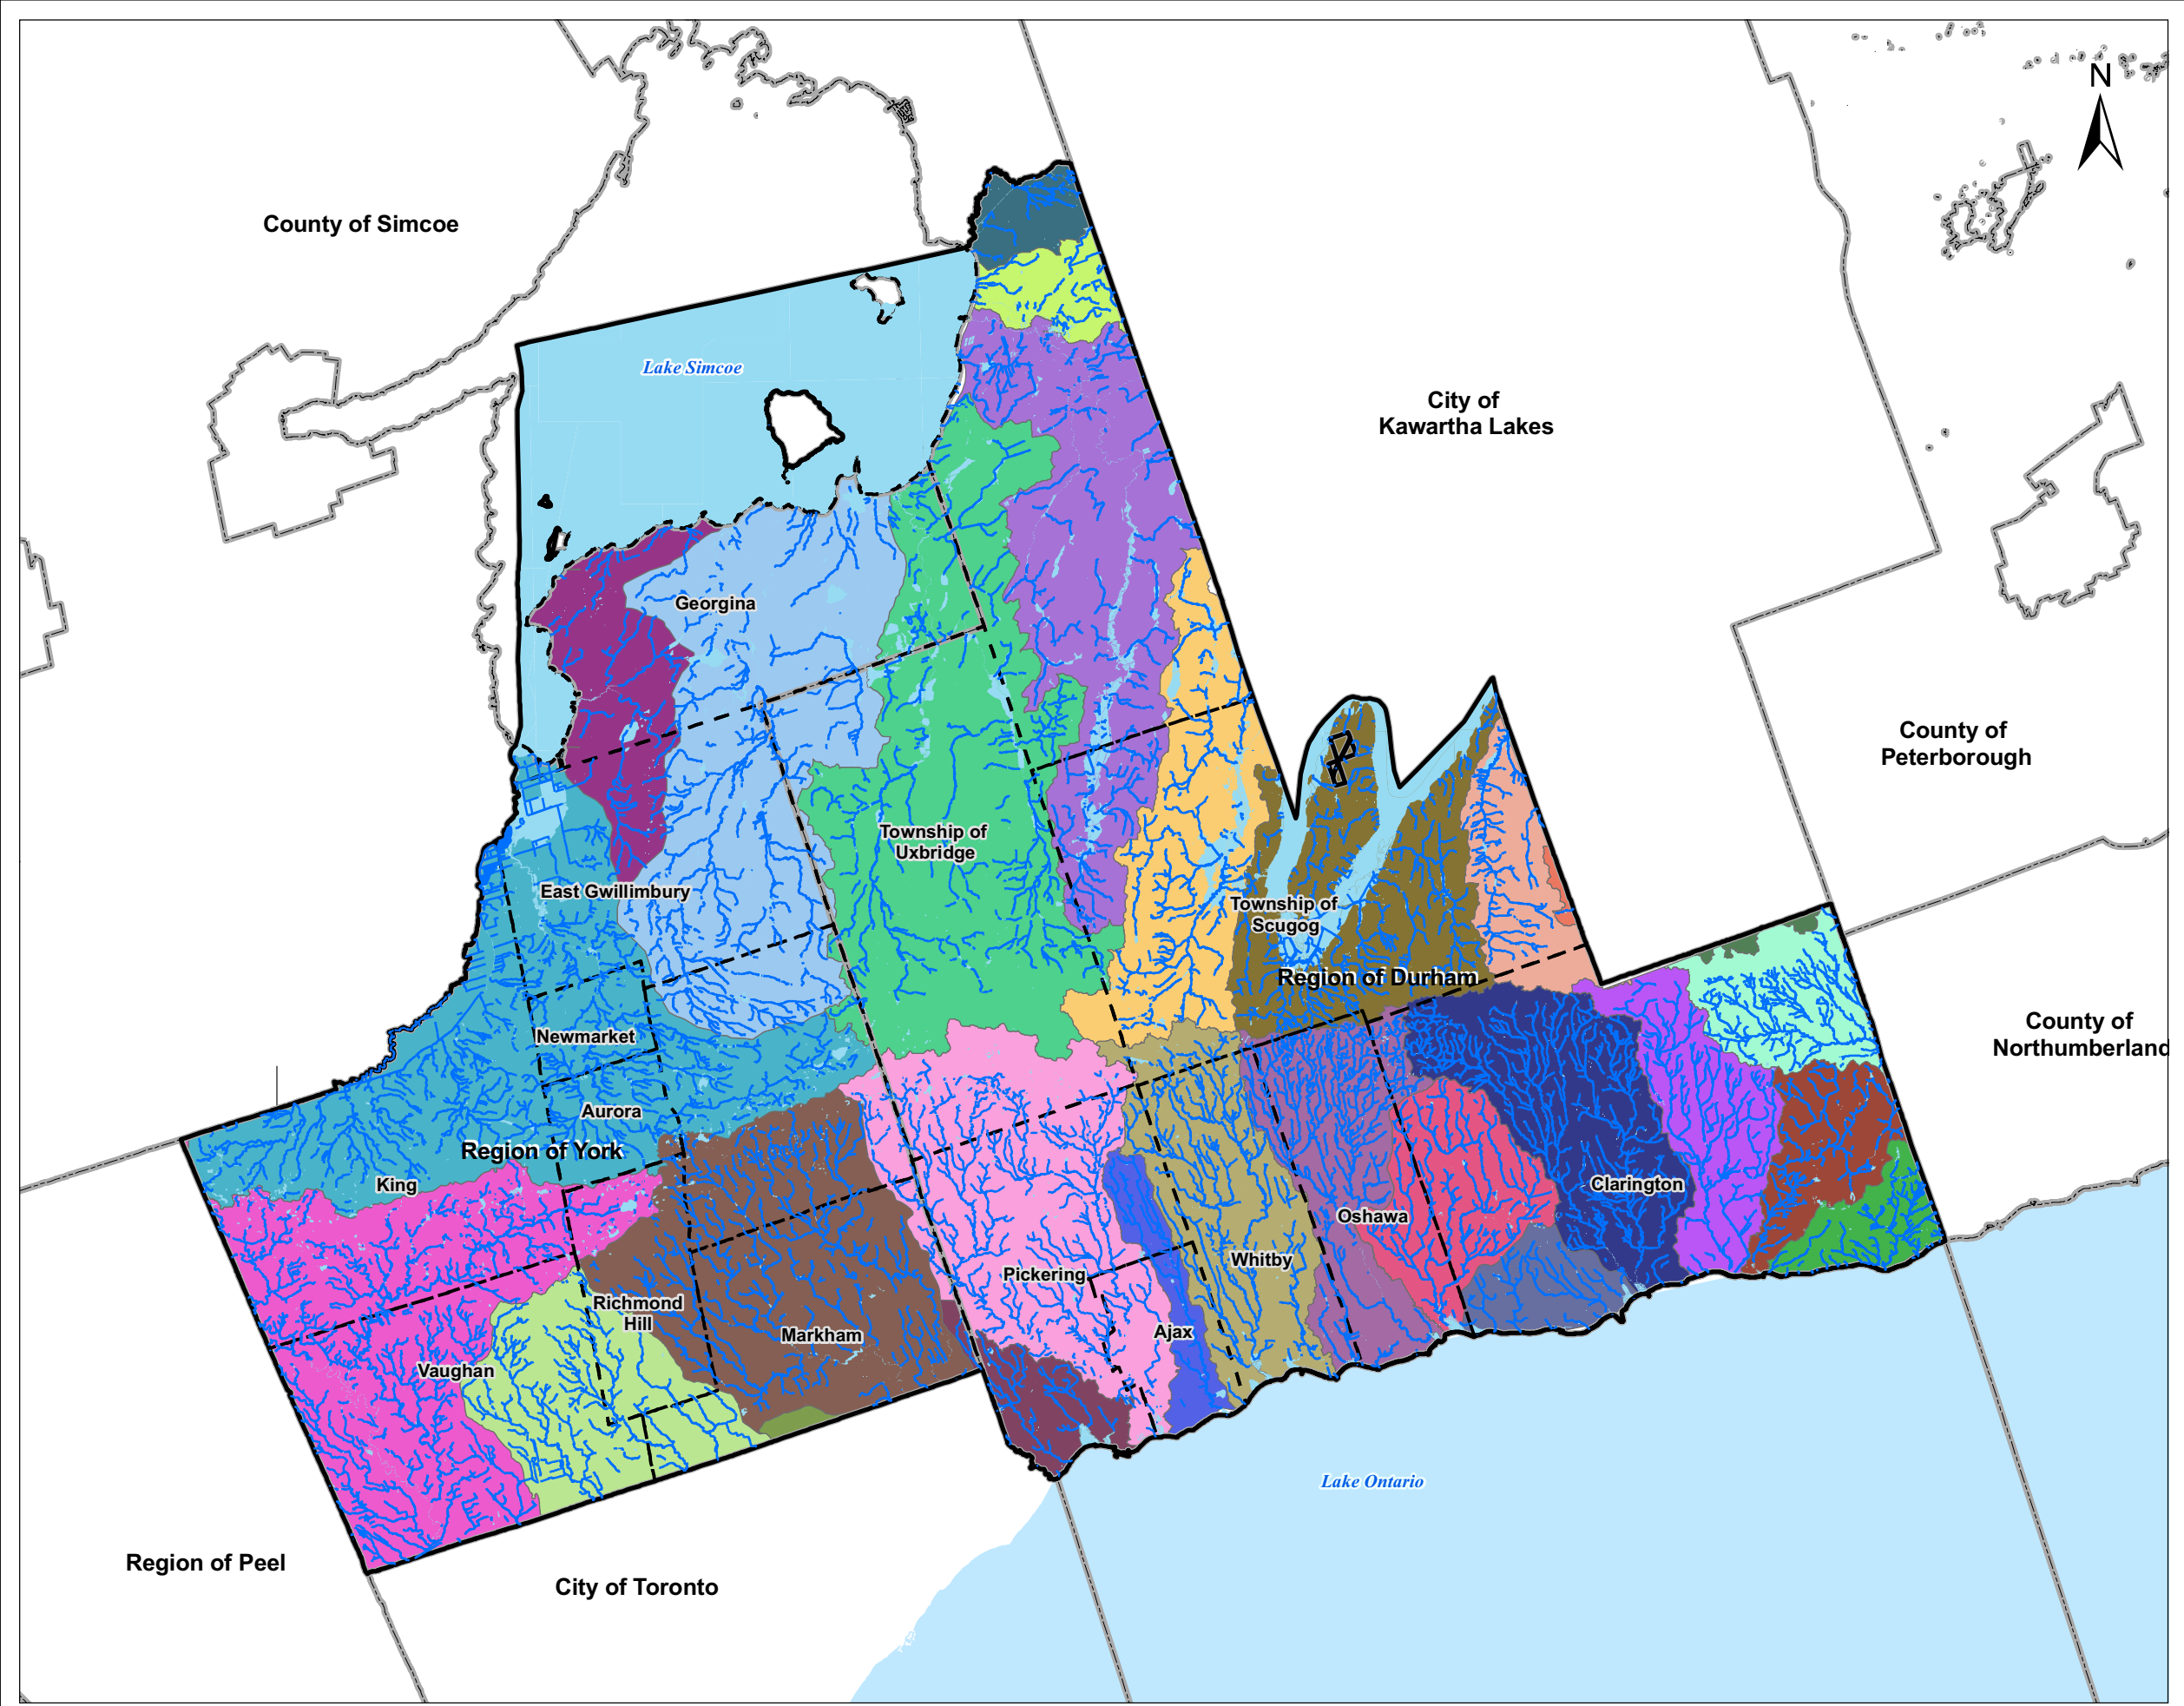 N
County of Simcoe
Lake Simcoe
City of
Kawartha Lakes
Georgina
County of
Peterborough
Township of
Uxbridge
East Gwillimbury
Township of
Scugog
Region of Durham
County of
Northumberland
Newmarket
Aurora
Region of York
King
Clarington
Oshawa
Whitby
Pickering
Richmond
Hill
Markham
Ajax
Vaughan
Lake Ontario
Region of Peel
City of Toronto